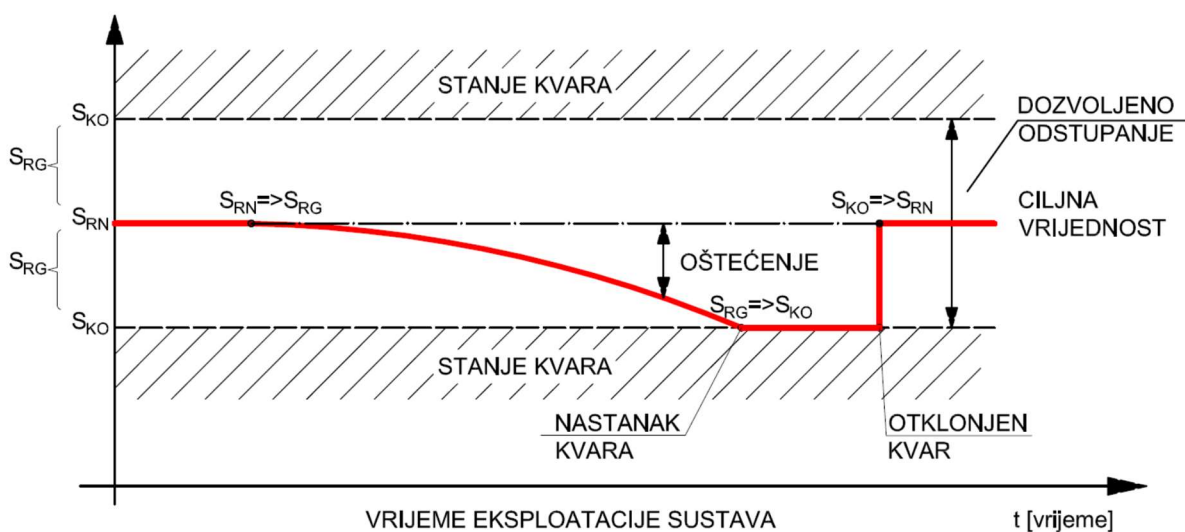 STANJE KVARA
DOZVOLJENO
ODSTUPANJE
S_KO
S_RG
S_RN=>S_RG
S_KO=>S_RN
S_RN
CILJNA
VRIJEDNOST
S_RG
OŠTEĆENJE
S_RG=>S_KO
S_KO
STANJE KVARA
NASTANAK
KVARA
OTKLONJEN
KVAR
VRIJEME EKSPLOATACIJE SUSTAVA
t [vrijeme]